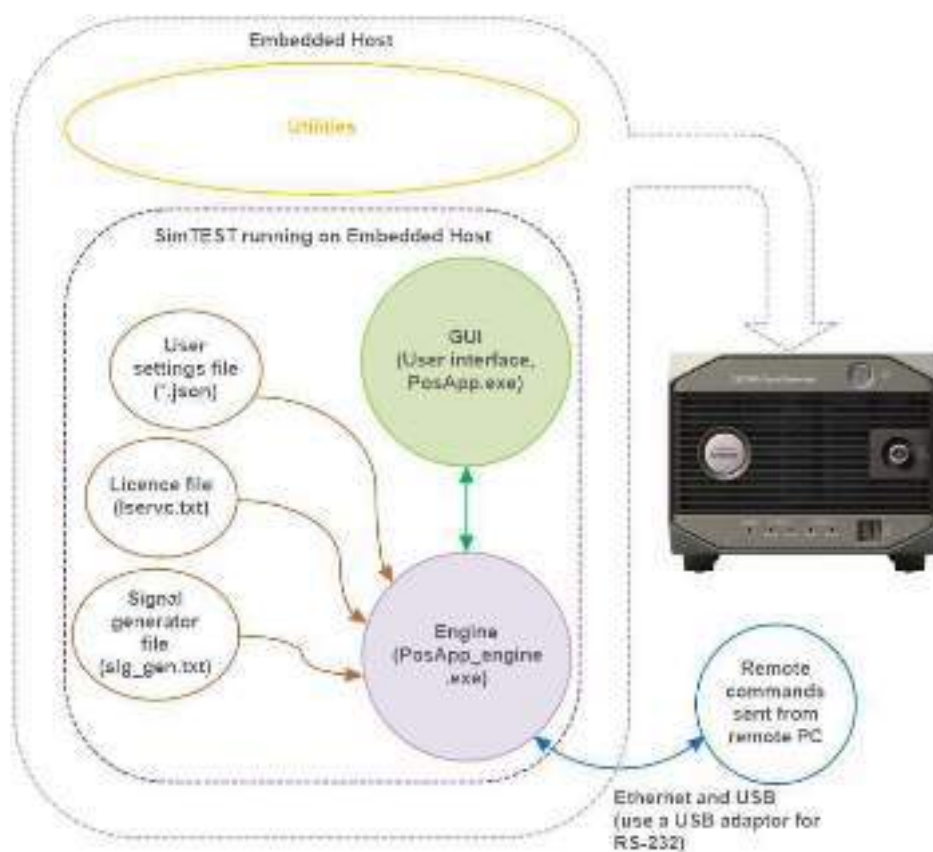 Embedded Host
Utilities
SimTEST running on Embedded Host
GUI
(User interface,
PosApp.exe)
User
settings file
(*.json)
Licence file
(lservc.txt)
Signal
generator
file
(sig_gen.txt)
Engine
(PosApp_engine
.exe)
Remote
commands
sent from
remote PC
Ethernet and USB
(use a USB adaptor for
RS-232)